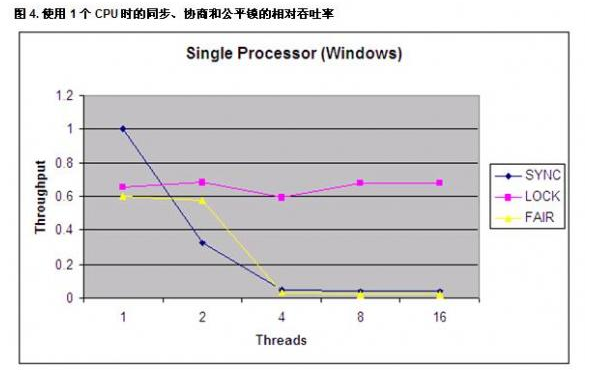 图 4. 使用 1 个 CPU 时的同步、协商和公平锁的相对吞吐率
Single Processor (Windows)
1.2
1
0.8
0.6
0.4
0.2
0
Throughput
1 2 4 8 16
Threads
SYNC
LOCK
FAIR